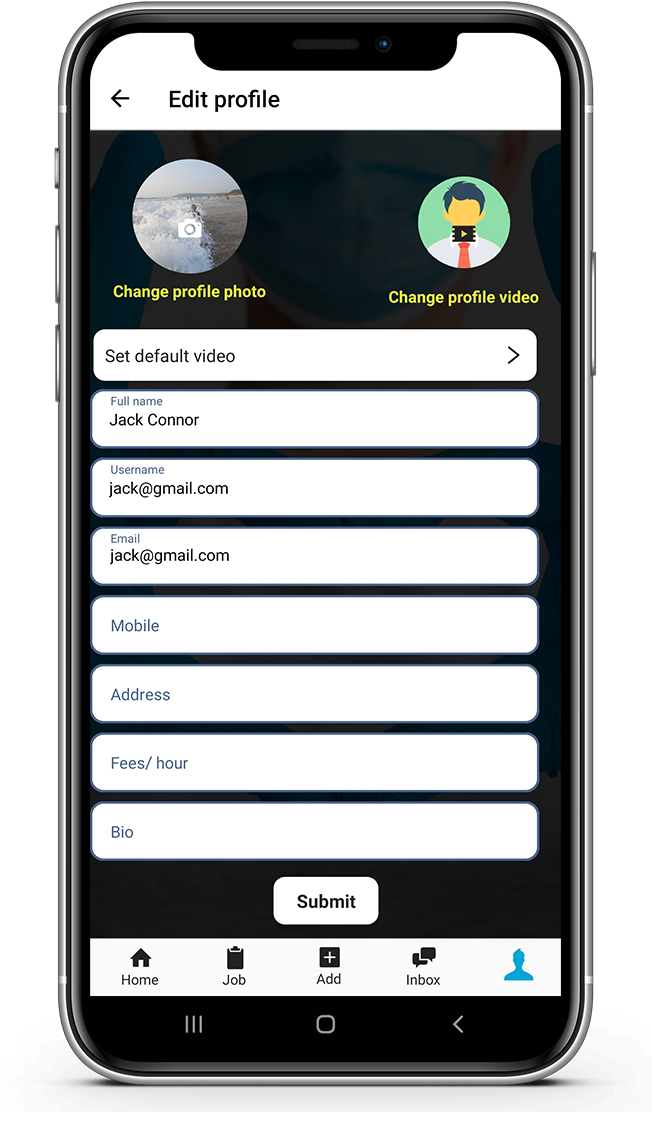 Edit profile
Change profile photo
Change profile video
Set default video
Full name
Jack Connor
Username
jack@gmail.com
Email
jack@gmail.com
Mobile
Address
Fees/ hour
Bio
Submit
Home
Job
Add
Inbox